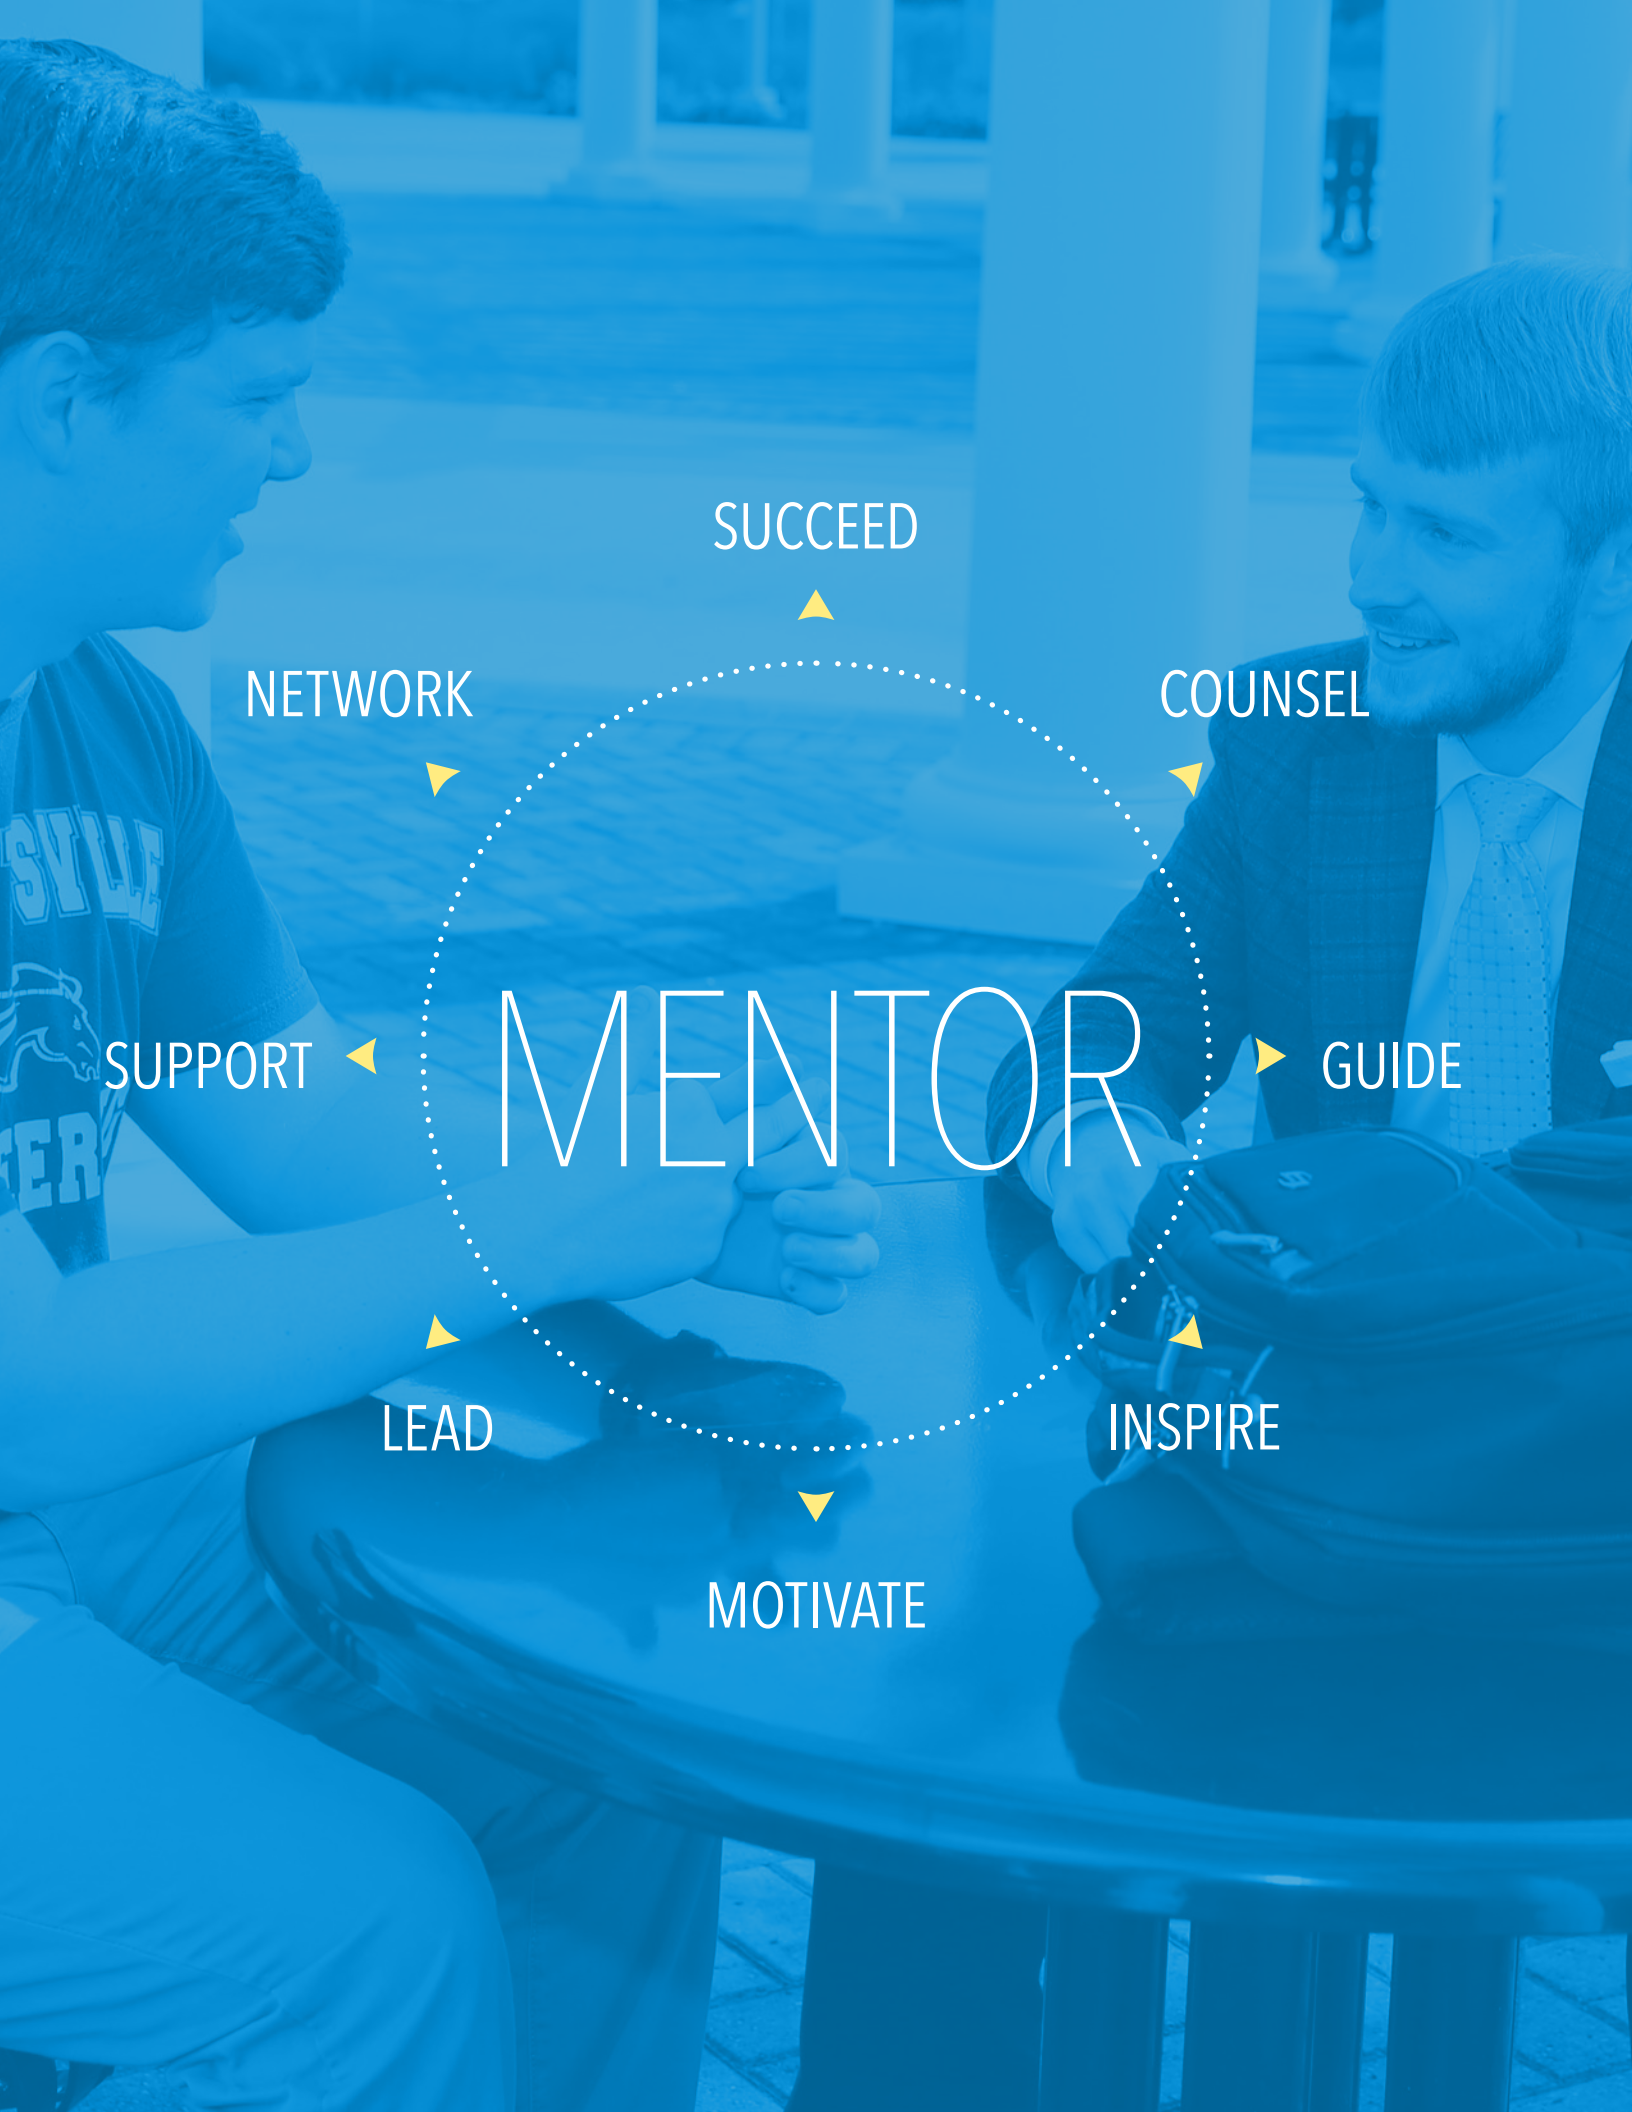 SUCCEED
NETWORK
COUNSEL
MENTOR
SUPPORT
GUIDE
LEAD
INSPIRE
MOTIVATE